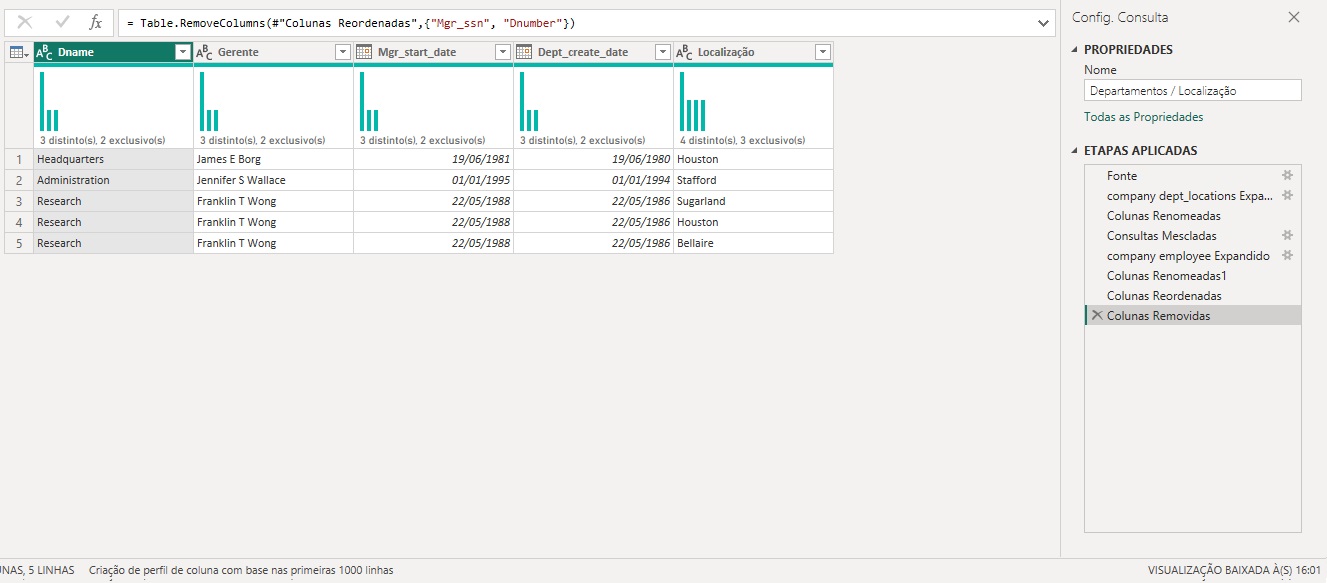 fx = Table.RemoveColumns(#"Colunas Reordenadas",{"Mgr_ssn", "Dnumber"})
ABC Dname ABC Gerente Mgr_start_date Dept_create_date ABC Localização
3 distinto(s), 2 exclusivo(s) 3 distinto(s), 2 exclusivo(s) 3 distinto(s), 2 exclusivo(s) 3 distinto(s), 2 exclusivo(s) 4 distinto(s), 3 exclusivo(s)
1 Headquarters James E Borg 19/06/1981 19/06/1980 Houston
2 Administration Jennifer S Wallace 01/01/1995 01/01/1994 Stafford
3 Research Franklin T Wong 22/05/1988 22/05/1986 Sugarland
4 Research Franklin T Wong 22/05/1988 22/05/1986 Houston
5 Research Franklin T Wong 22/05/1988 22/05/1986 Bellaire
Config. Consulta
PROPRIEDADES
Nome
Departamentos / Localização
Todas as Propriedades
ETAPAS APLICADAS
Fonte
company dept_locations Expa...
Colunas Renomeadas
Consultas Mescladas
company employee Expandido
Colunas Renomeadas1
Colunas Reordenadas
Colunas Removidas
UNAS, 5 LINHAS Criação de perfil de coluna com base nas primeiras 1000 linhas VISUALIZAÇÃO BAIXADA À(S) 16:01